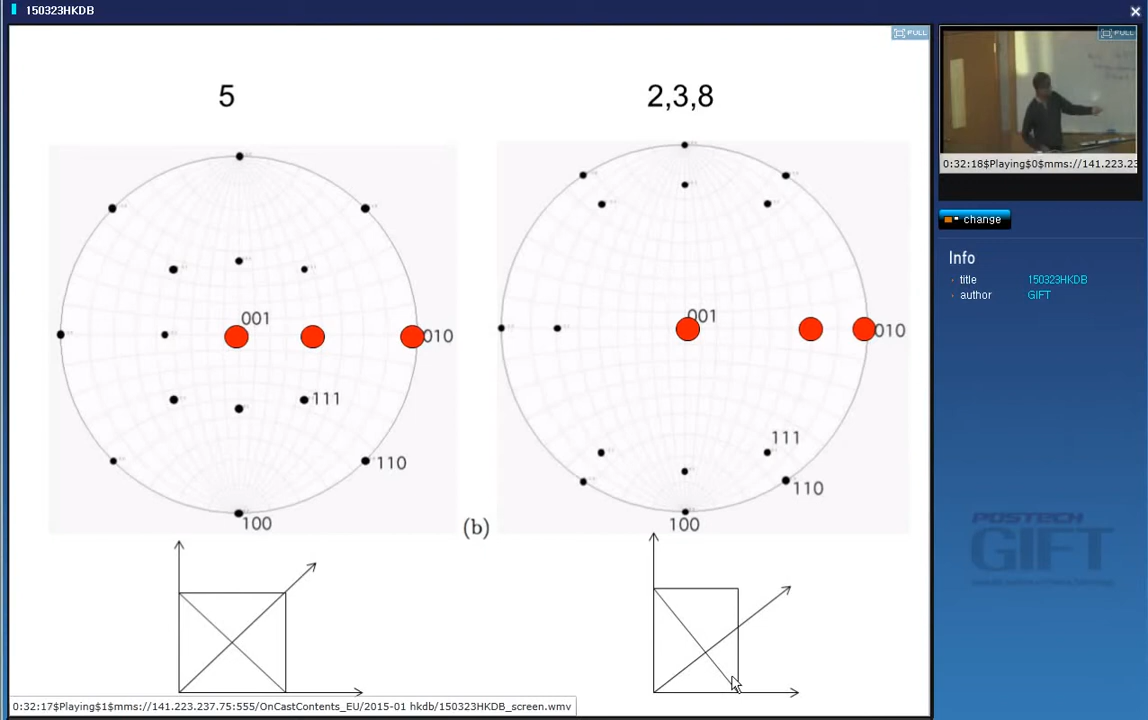 150323HKDB
FULL
5
2,3,8
001
010
111
110
100
001
010
111
110
100
(b)
0:32:17$Playing$1$mms://141.223.237.75:555/OnCastContents_EU/2015-01 hkdb/150323HKDB_screen.wmv
FULL
0:32:18$Playing$0$mms://141.223.23
change
Info
title 150323HKDB
author GIFT
POSTECH
GIFT